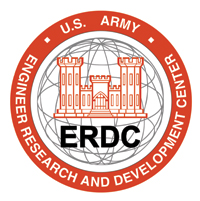 U.S. ARMY
ERDC
ENGINEER RESEARCH AND DEVELOPMENT CENTER